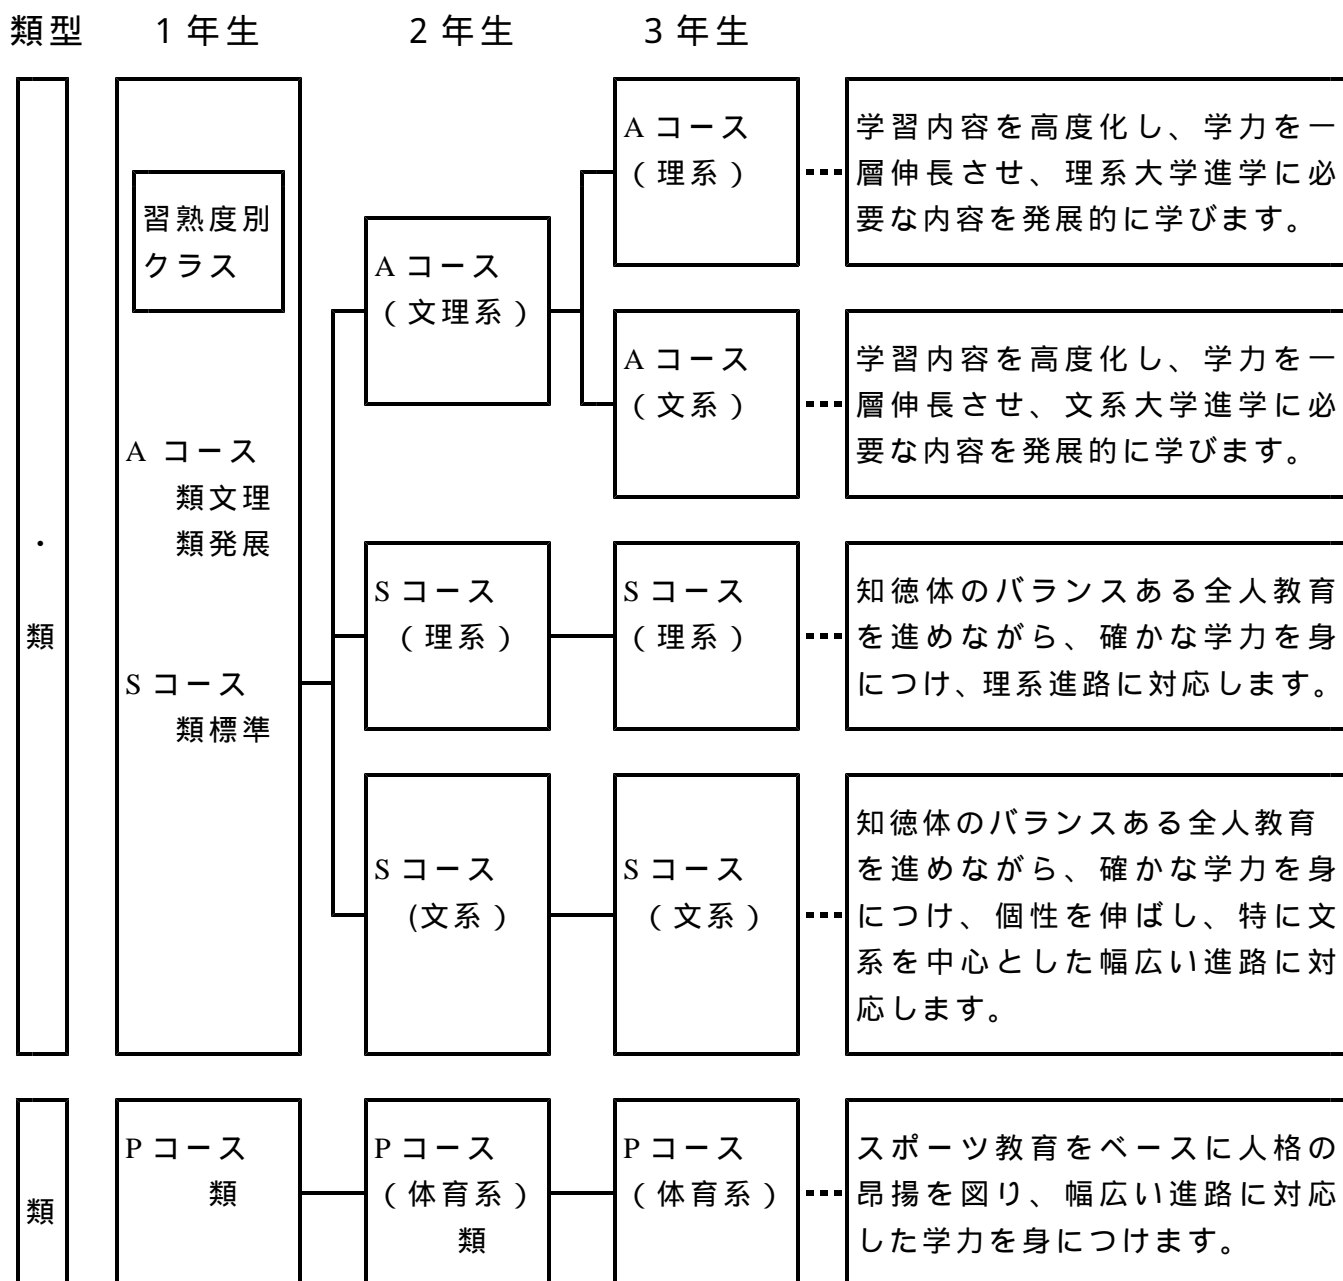 類型 1年生 2年生 3年生
・
類
習熟度別
クラス
A コース
類文理
類発展
S コース
類標準
A コース
(文理系)
A コース
(理系)
学習内容を高度化し、学力を一
層伸長させ、理系大学進学に必
要な内容を発展的に学びます。
A コース
(文系)
学習内容を高度化し、学力を一
層伸長させ、文系大学進学に必
要な内容を発展的に学びます。
S コース
(理系)
S コース
(理系)
知徳体のバランスある全人教育
を進めながら、確かな学力を身
につけ、理系進路に対応します。
S コース
(文系)
S コース
(文系)
知徳体のバランスある全人教育
を進めながら、確かな学力を身
につけ、個性を伸ばし、特に文
系を中心とした幅広い進路に対
応します。
類
P コース
類
P コース
(体育系)
類
P コース
(体育系)
スポーツ教育をベースに人格の
昂揚を図り、幅広い進路に対応
した学力を身につけます。